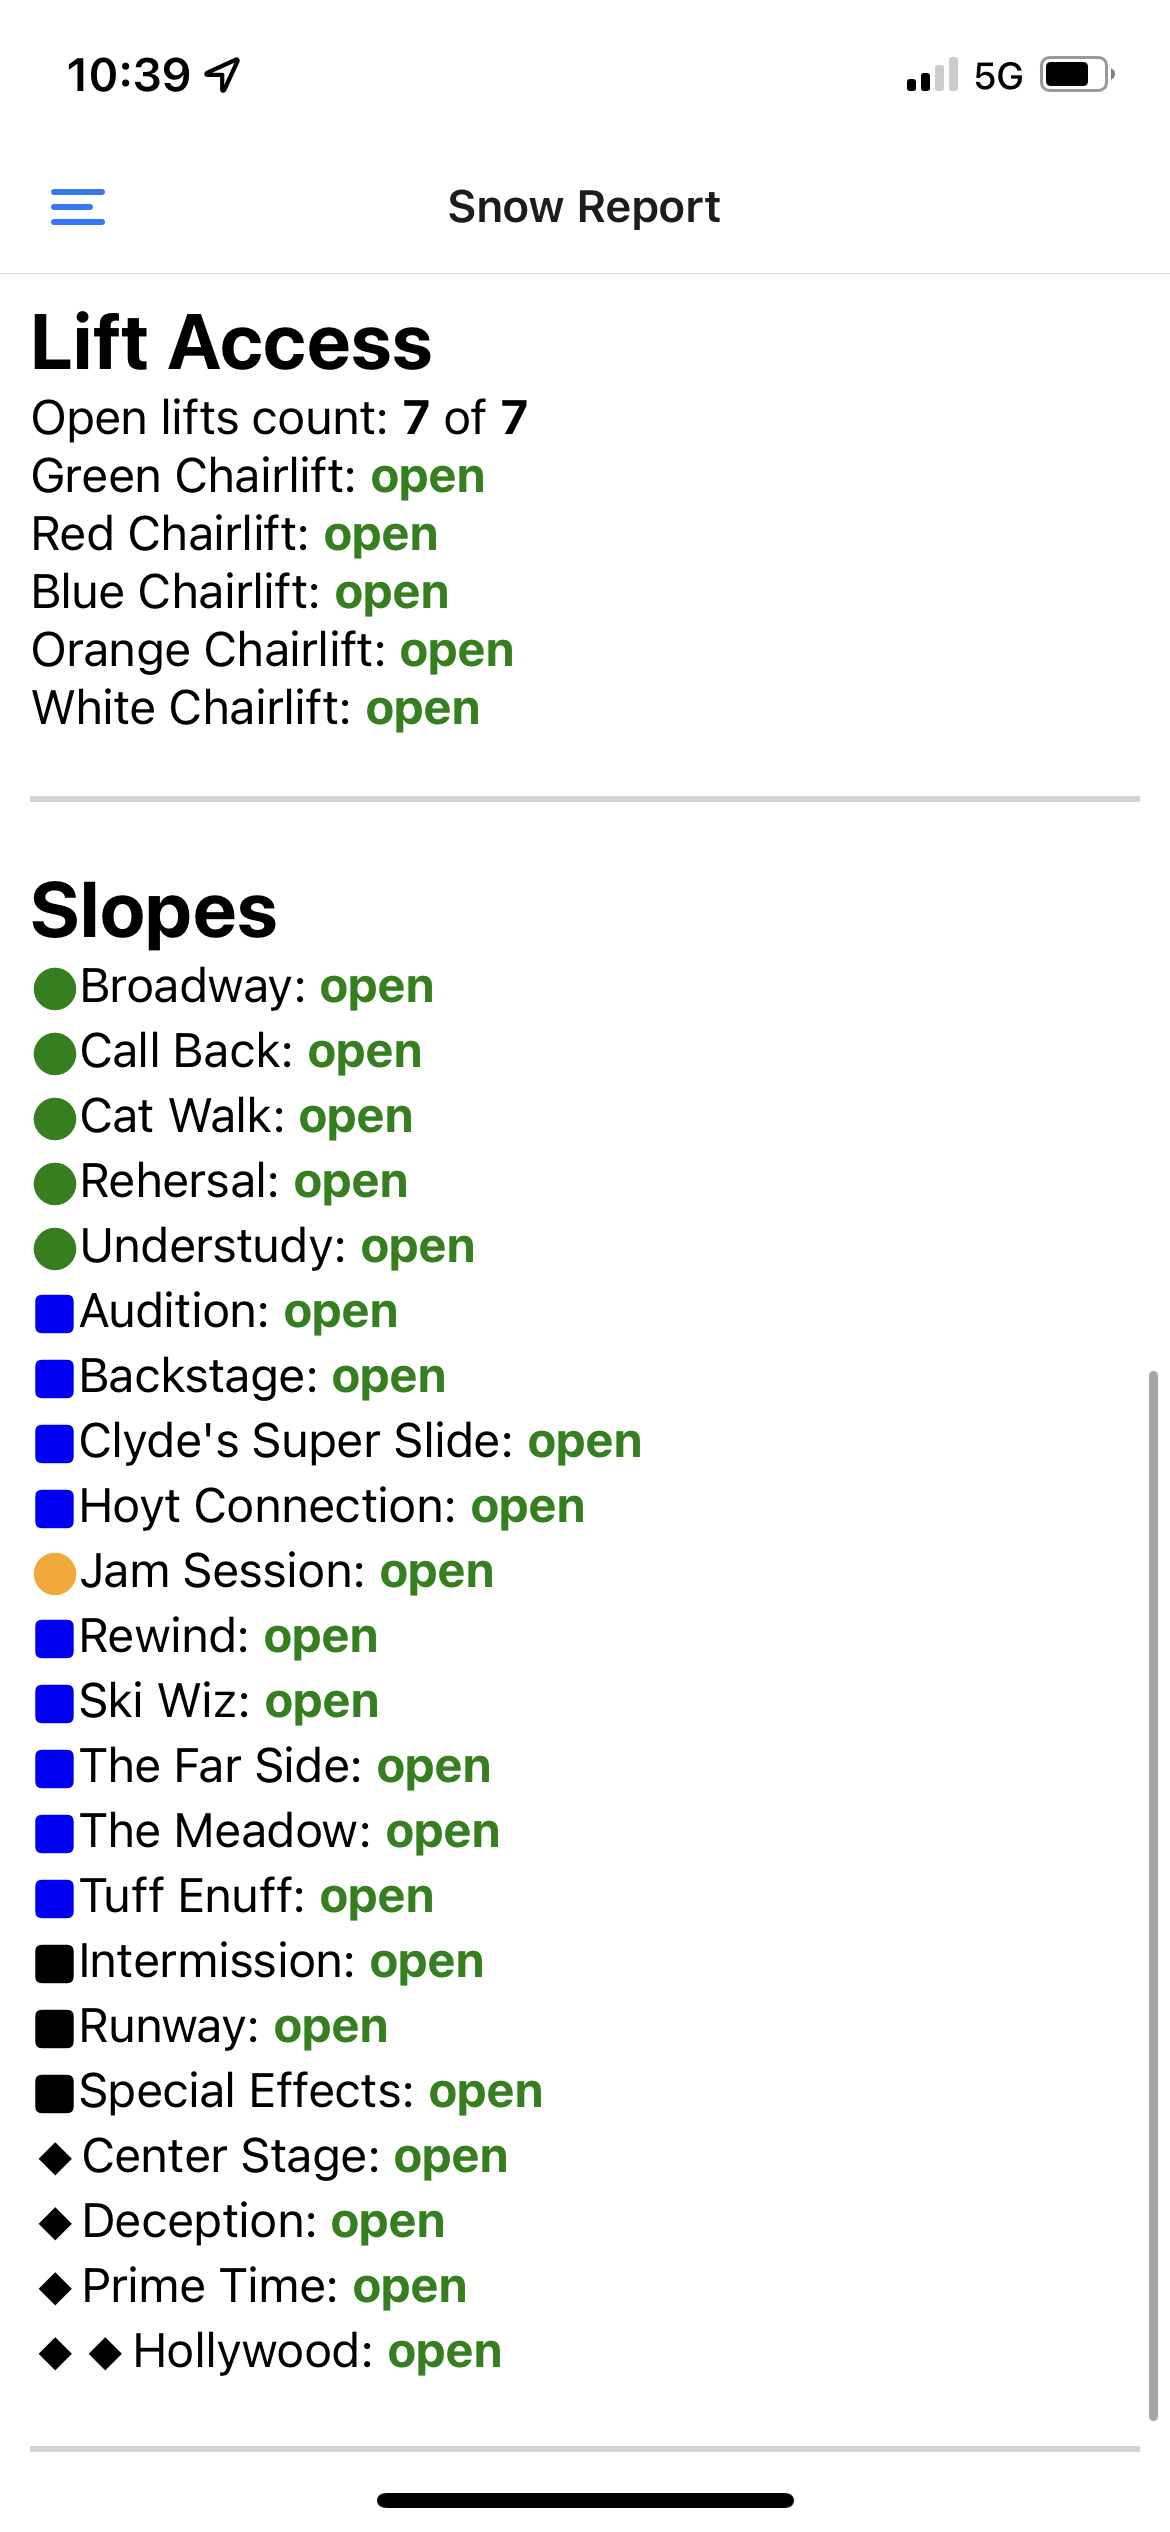 10:39
5G
Snow Report
Lift Access
Open lifts count: 7 of 7
Green Chairlift: open
Red Chairlift: open
Blue Chairlift: open
Orange Chairlift: open
White Chairlift: open
Slopes
Broadway: open
Call Back: open
Cat Walk: open
Rehersal: open
Understudy: open
Audition: open
Backstage: open
Clyde's Super Slide: open
Hoyt Connection: open
Jam Session: open
Rewind: open
Ski Wiz: open
The Far Side: open
The Meadow: open
Tuff Enuff: open
Intermission: open
Runway: open
Special Effects: open
Center Stage: open
Deception: open
Prime Time: open
Hollywood: open